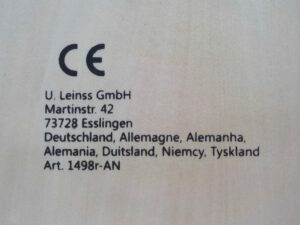 CE
U. Leinss GmbH
Martinstr. 42
73728 Esslingen
Deutschland, Allemagne, Alemanha,
Alemania, Duitsland, Niemcy, Tyskland
Art. 1498r-AN